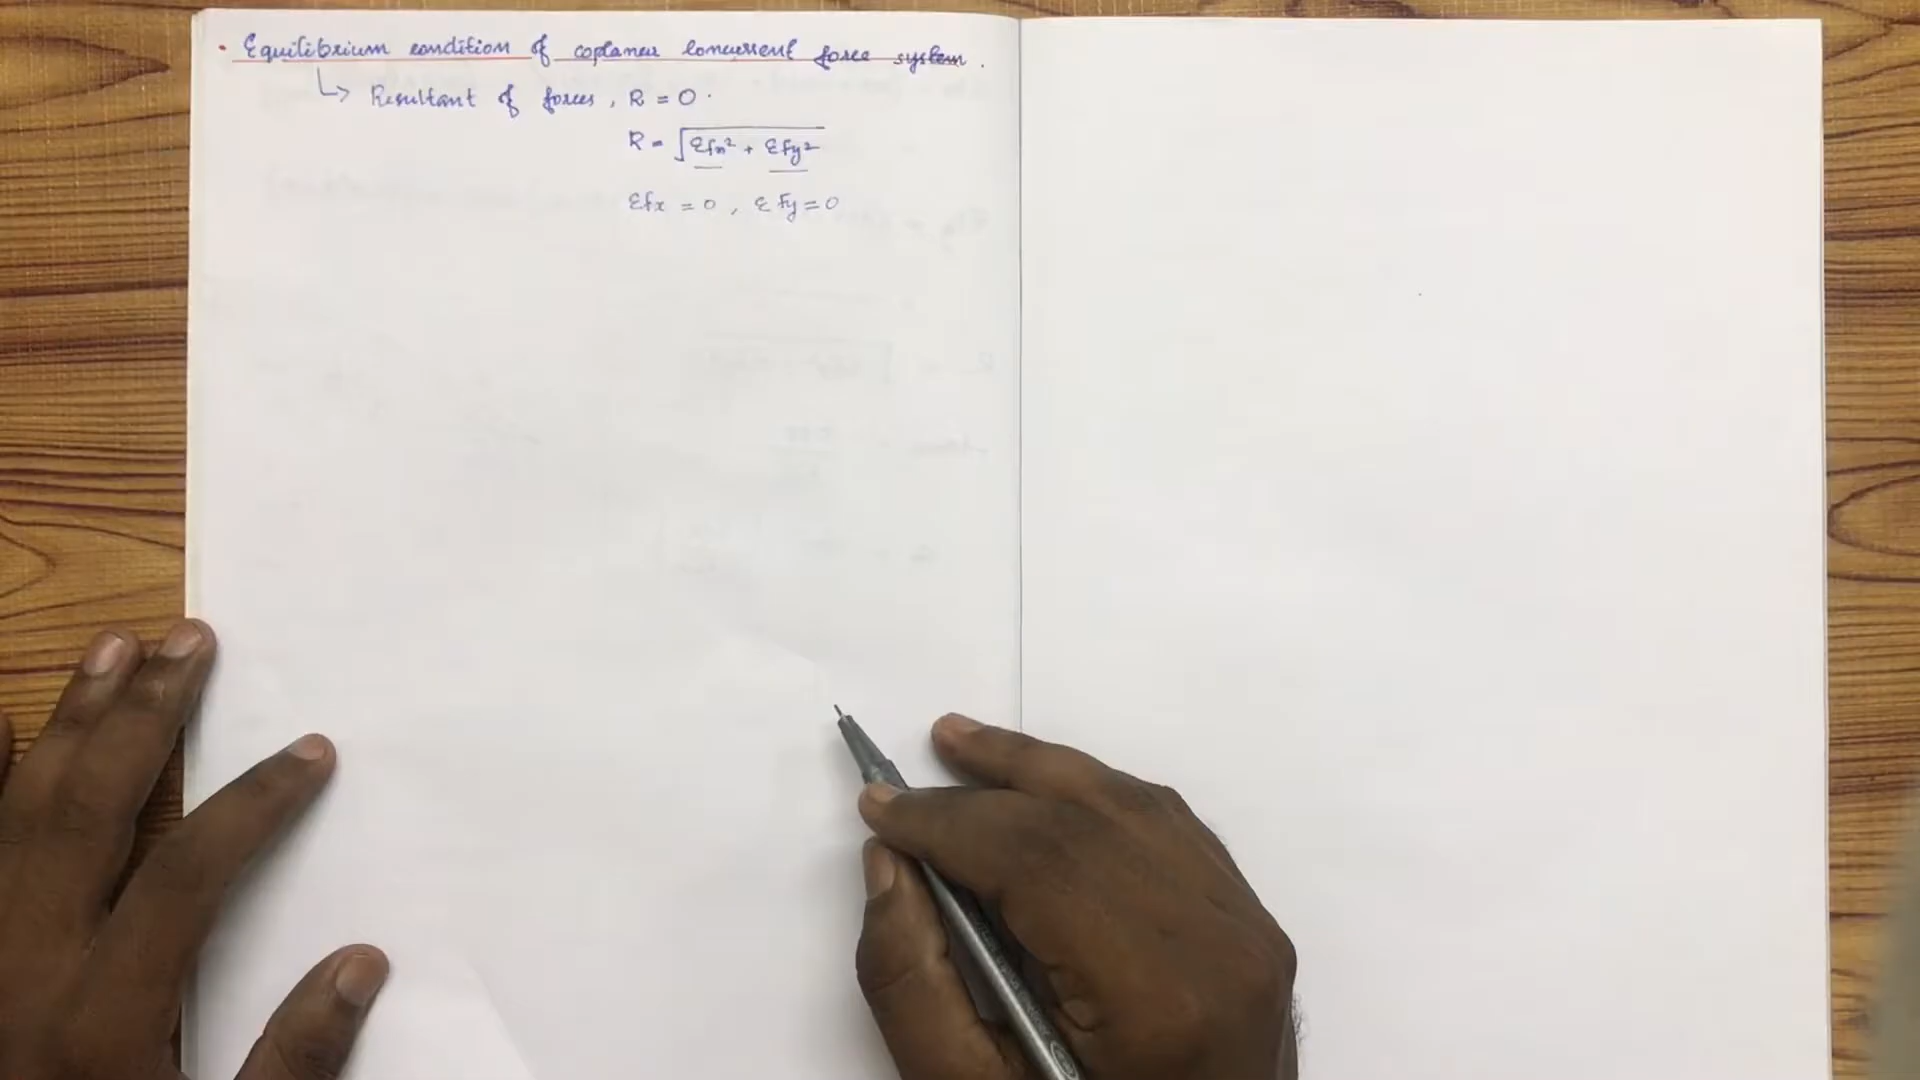 • Equilibrium condition of coplanar concurrent force system.
↳ Resultant of forces, R = 0.
R = √Σfx² + Σfy²
Σfx = 0, Σfy = 0